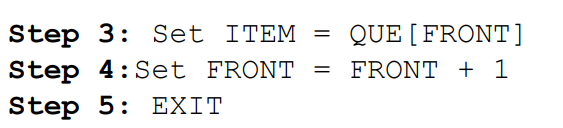 Step 3: Set ITEM = QUE[FRONT]
Step 4:Set FRONT = FRONT + 1
Step 5: EXIT